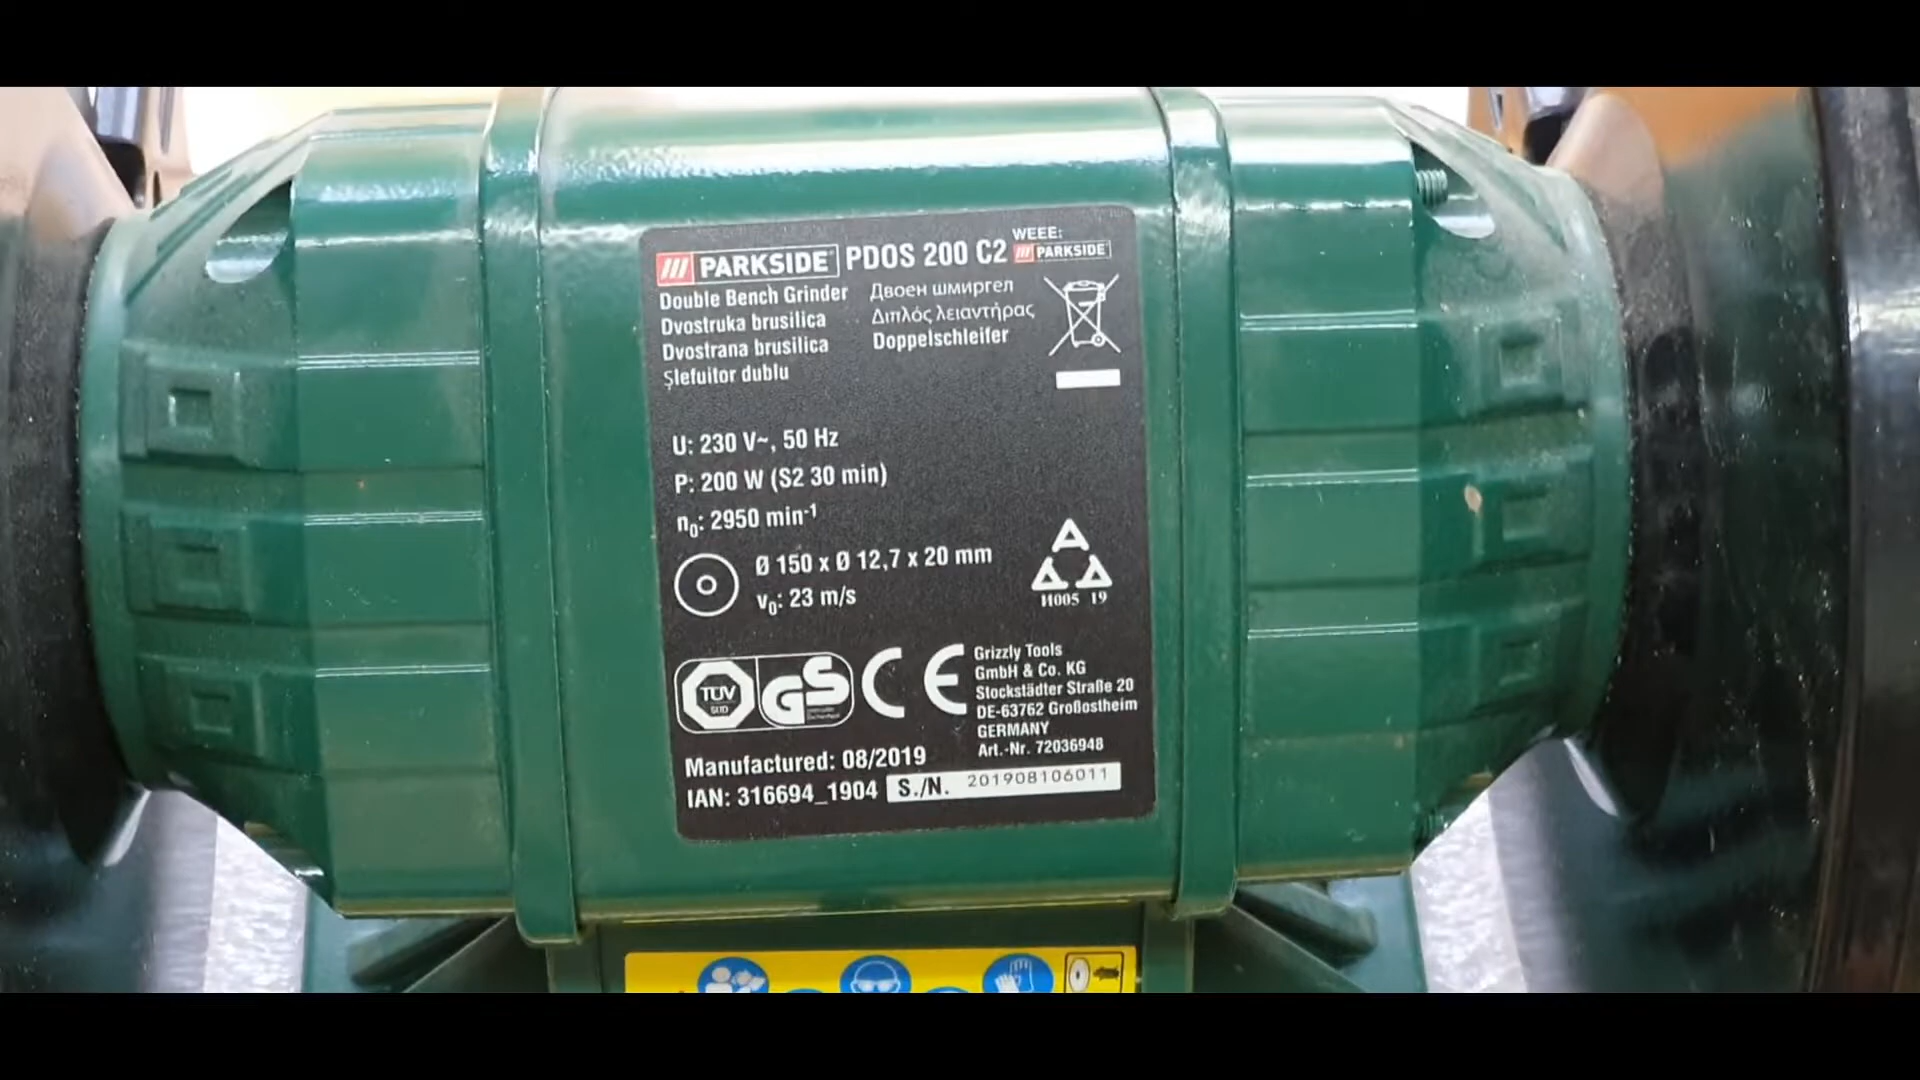 PARKSIDE PDOS 200 C2
WEEE:
PARKSIDE
Double Bench Grinder
Dvostruka brusilica
Dvostrana brusilica
Şlefuitor dublu
Двоен шмиргел
Διπλός λειαντήρας
Doppelschleifer
U: 230 V~, 50 Hz
P: 200 W (S2 30 min)
n₀: 2950 min⁻¹
Ø 150 x Ø 12,7 x 20 mm
v₀: 23 m/s
И005 19
TÜV
SÜD
GS
CE
Grizzly Tools
GmbH & Co. KG
Stockstädter Straße 20
DE-63762 Großostheim
GERMANY
Art.-Nr. 72036948
Manufactured: 08/2019
IAN: 316694_1904
S./N. 201908106011